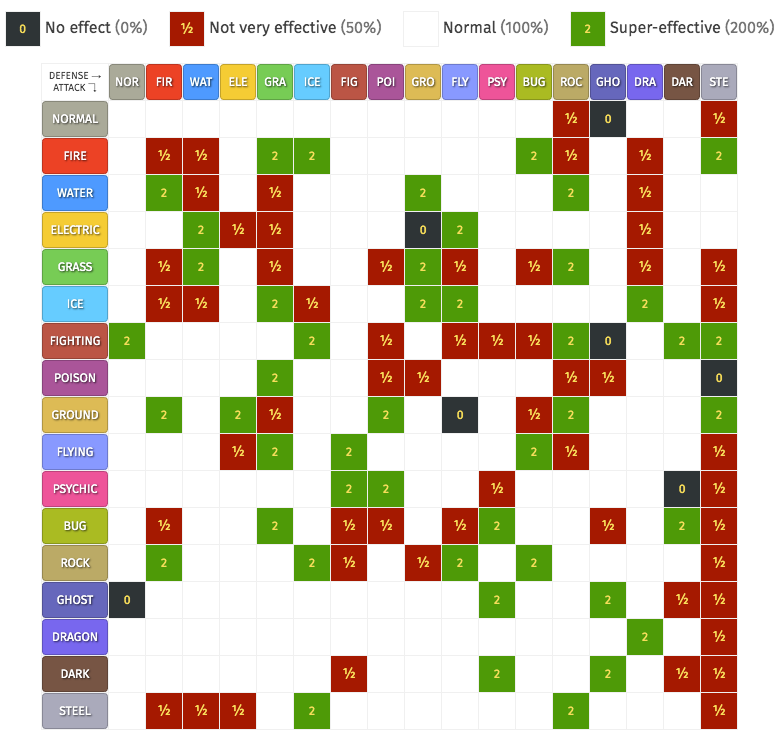 0 No effect (0%) ½ Not very effective (50%) Normal (100%) 2 Super-effective (200%)
DEFENSE → NOR FIR WAT ELE GRA ICE FIG POI GRO FLY PSY BUG ROC GHO DRA DAR STE
ATTACK ↴
NORMAL ½ 0 ½
FIRE ½ ½ 2 2 2 ½ ½ 2
WATER 2 ½ ½ 2 2 ½
ELECTRIC 2 ½ ½ 0 2 ½
GRASS ½ 2 ½ ½ 2 ½ ½ 2 ½ ½
ICE ½ ½ 2 ½ 2 2 2 ½
FIGHTING 2 2 ½ ½ ½ ½ 2 0 2 2
POISON 2 ½ ½ ½ ½ 0
GROUND 2 2 ½ 2 0 ½ 2 2
FLYING ½ 2 2 2 ½ ½
PSYCHIC 2 2 ½ 0 ½
BUG ½ 2 ½ ½ ½ 2 ½ 2 ½
ROCK 2 2 ½ ½ 2 2 ½
GHOST 0 2 2 ½ ½
DRAGON 2 ½
DARK ½ 2 2 ½ ½
STEEL ½ ½ ½ 2 2 ½